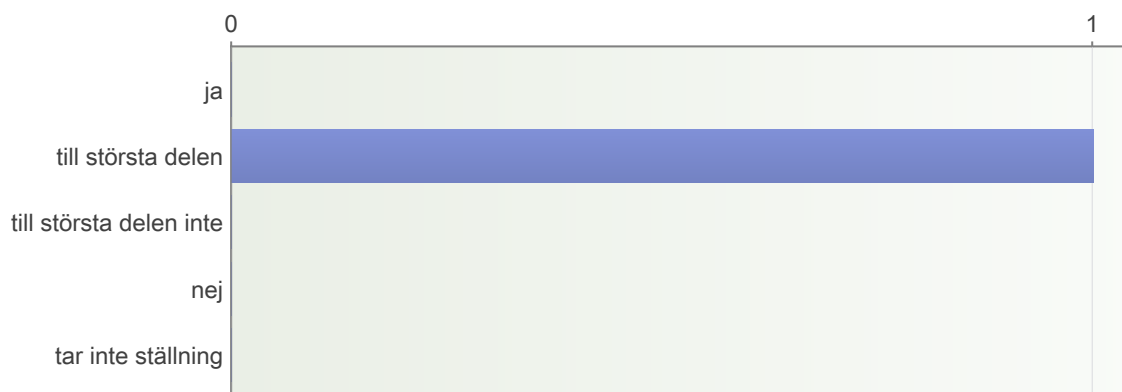 0 1
ja
till största delen
till största delen inte
nej
tar inte ställning